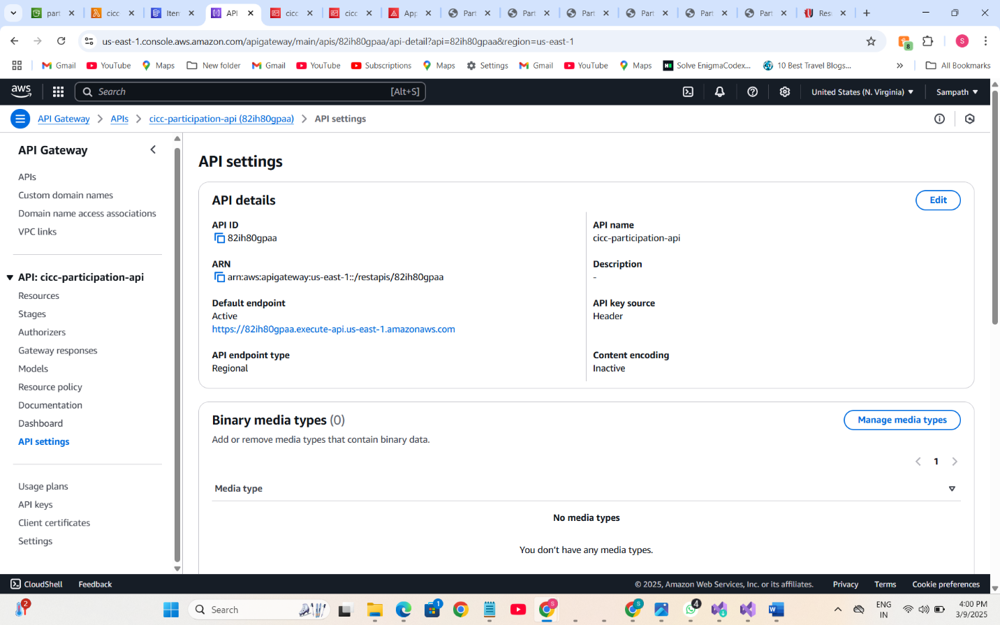 part
cicc
Item
API
cicc
cicc
App
Part
Part
Part
Part
Part
Part
Resu
us-east-1.console.aws.amazon.com/apigateway/main/apis/82ih80gpaa/api-detail?api=82ih80gpaa&region=us-east-1
S
8
Gmail
YouTube
Maps
New folder
Gmail
YouTube
Subscriptions
Maps
Settings
Gmail
YouTube
Maps
Solve EnigmaCodex...
10 Best Travel Blogs...
All Bookmarks
aws
Search
[Alt+S]
United States (N. Virginia)
Sampath
API Gateway
APIs
cicc-participation-api (82ih80gpaa)
API settings
API Gateway
APIs
Custom domain names
Domain name access associations
VPC links
API: cicc-participation-api
Resources
Stages
Authorizers
Gateway responses
Models
Resource policy
Documentation
Dashboard
API settings
Usage plans
API keys
Client certificates
Settings
API settings
API details
Edit
API ID
82ih80gpaa
API name
cicc-participation-api
ARN
arn:aws:apigateway:us-east-1::/restapis/82ih80gpaa
Description
-
Default endpoint
Active
https://82ih80gpaa.execute-api.us-east-1.amazonaws.com
API key source
Header
API endpoint type
Regional
Content encoding
Inactive
Binary media types (0)
Manage media types
Add or remove media types that contain binary data.
1
Media type
No media types
You don't have any media types.
CloudShell
Feedback
© 2025, Amazon Web Services, Inc. or its affiliates.
Privacy
Terms
Cookie preferences
2
Search
1
S
S
4
ENG
IN
4:00 PM
3/9/2025